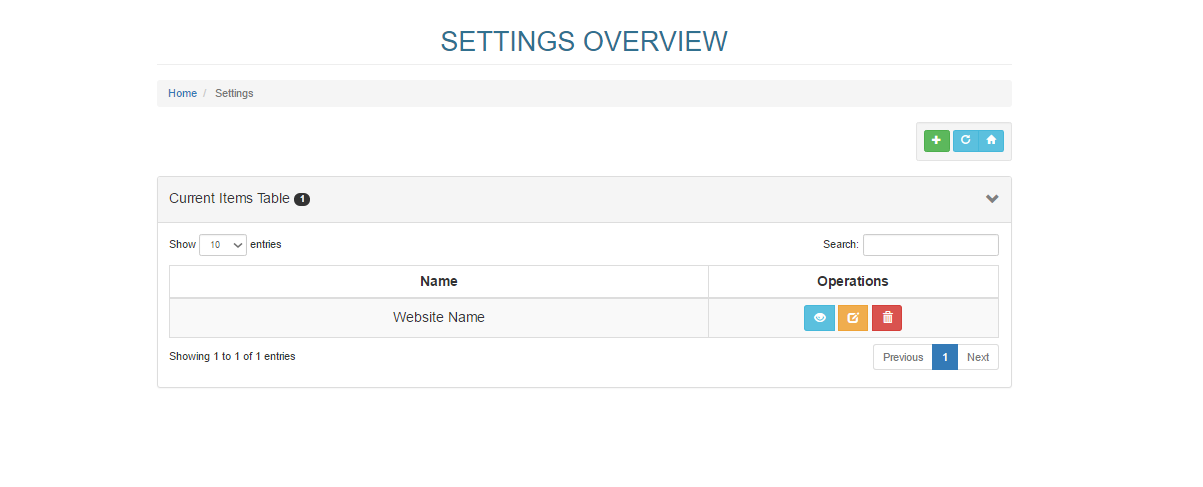 SETTINGS OVERVIEW
Home / Settings
Current Items Table 1
Show 10 entries Search:
Name Operations
Website Name
Showing 1 to 1 of 1 entries Previous 1 Next